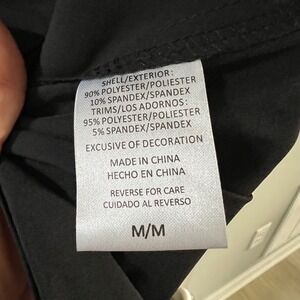 SHELL/EXTERIOR:
90% POLYESTER/POLIESTER
10% SPANDEX/SPANDEX
TRIMS/LOS ADORNOS:
95% POLYESTER/POLIESTER
5% SPANDEX/SPANDEX
EXCUSIVE OF DECORATION
MADE IN CHINA
HECHO EN CHINA
REVERSE FOR CARE
CUIDADO AL REVERSO
M/M